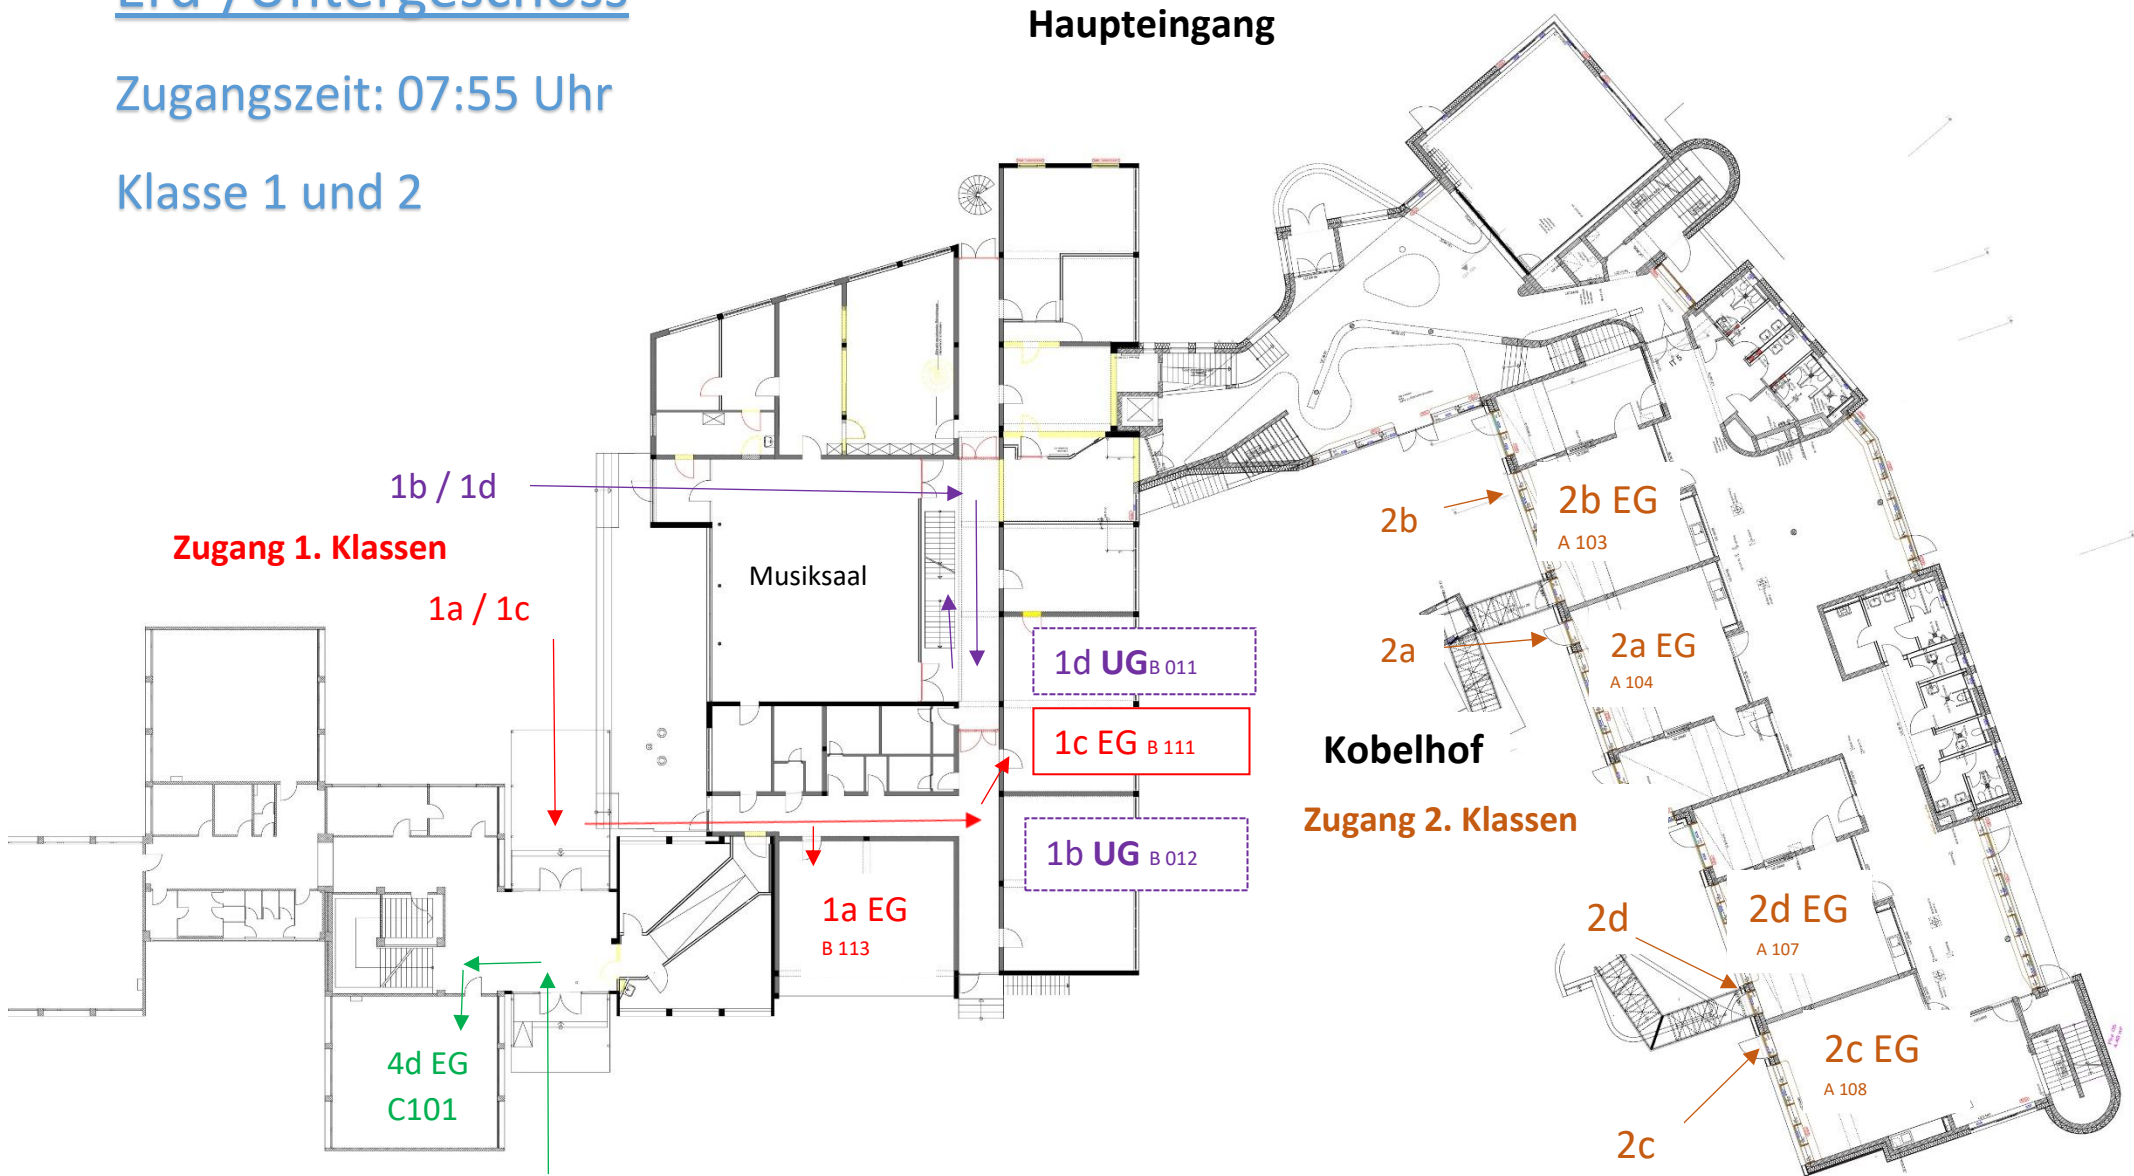 Erd-/Untergeschoss
Haupteingang
Zugangszeit: 07:55 Uhr
Klasse 1 und 2
1b / 1d
2b
2b EG
A 103
Zugang 1. Klassen
Musiksaal
1a / 1c
2a
2a EG
A 104
1d UG B 011
1c EG B 111
Kobelhof
Zugang 2. Klassen
1b UG B 012
1a EG
B 113
2d
2d EG
A 107
4d EG
C101
2c EG
A 108
2c